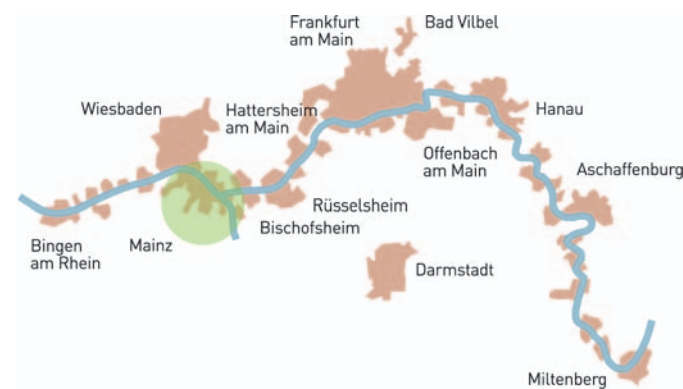 Frankfurt
am Main
Bad Vilbel
Wiesbaden
Hattersheim
am Main
Hanau
Offenbach
am Main
Aschaffenburg
Rüsselsheim
Bischofsheim
Mainz
Bingen
am Rhein
Darmstadt
Miltenberg